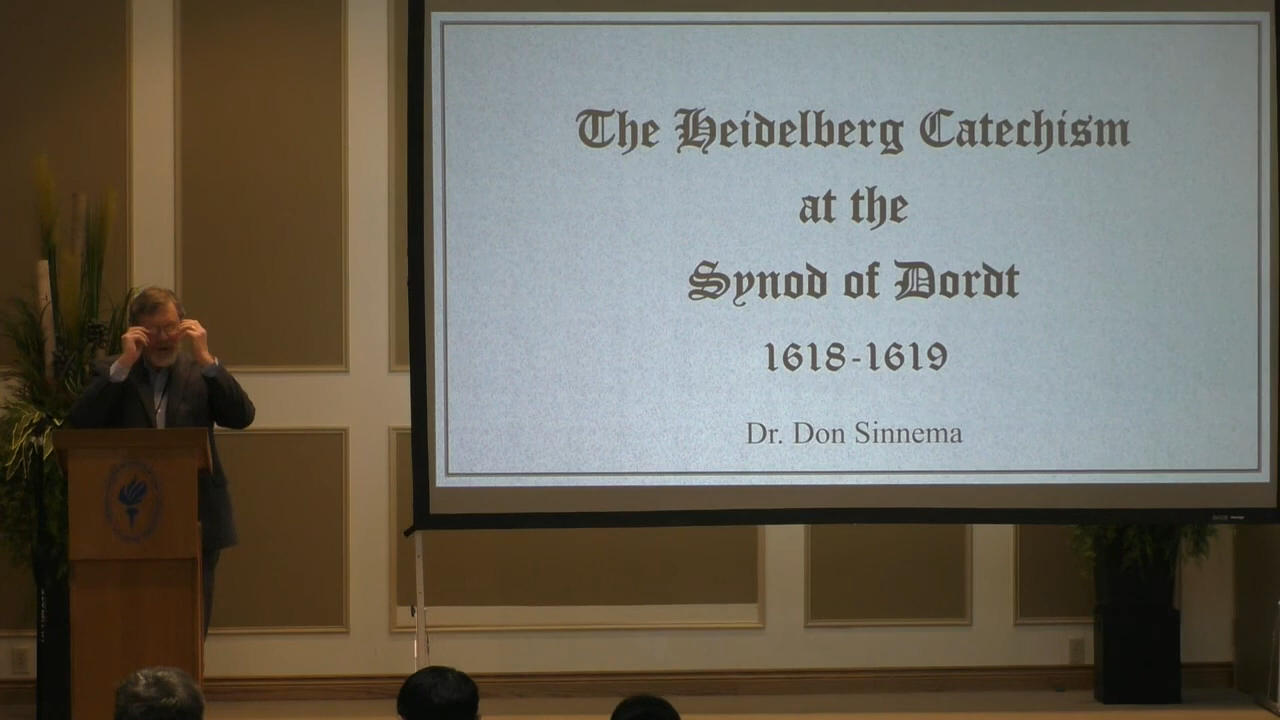 The Heidelberg Catechism
at the
Synod of Dordt
1618-1619
Dr. Don Sinnema